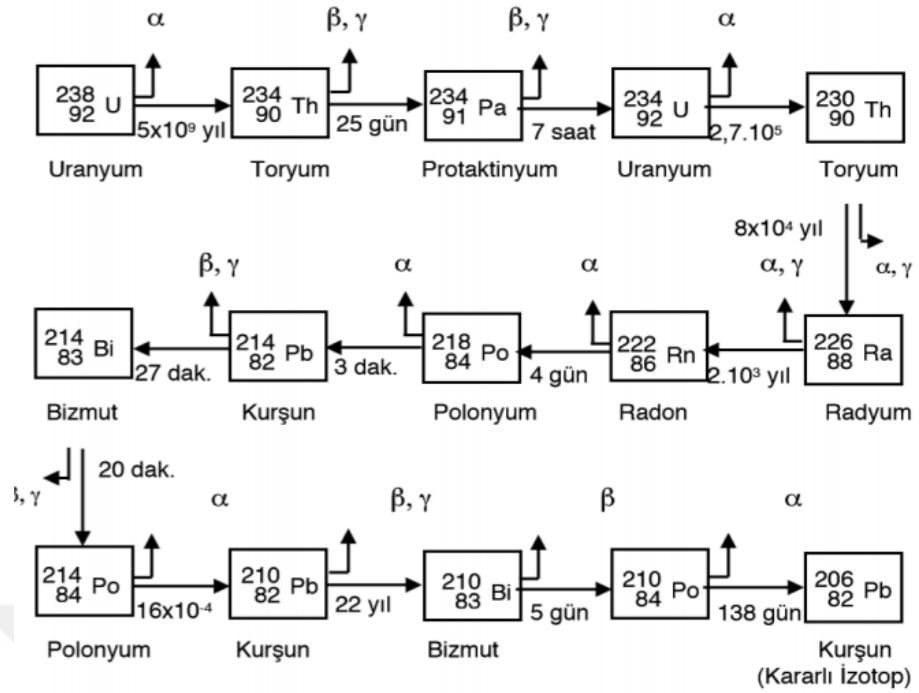 α β, γ β, γ α
238 92 U 234 90 Th 234 91 Pa 234 92 U 230 90 Th
5x10⁹ yıl 25 gün 7 saat 2,7.10⁵
Uranyum Toryum Protaktinyum Uranyum Toryum
8x10⁴ yıl
β, γ α α α, γ α, γ
214 83 Bi 214 82 Pb 218 84 Po 222 86 Rn 226 88 Ra
27 dak. 3 dak. 4 gün 2.10³ yıl
Bizmut Kurşun Polonyum Radon Radyum
20 dak.
β, γ α β, γ β α
214 84 Po 210 82 Pb 210 83 Bi 210 84 Po 206 82 Pb
16x10⁻⁴ 22 yıl 5 gün 138 gün
Polonyum Kurşun Bizmut Kurşun
(Kararlı İzotop)